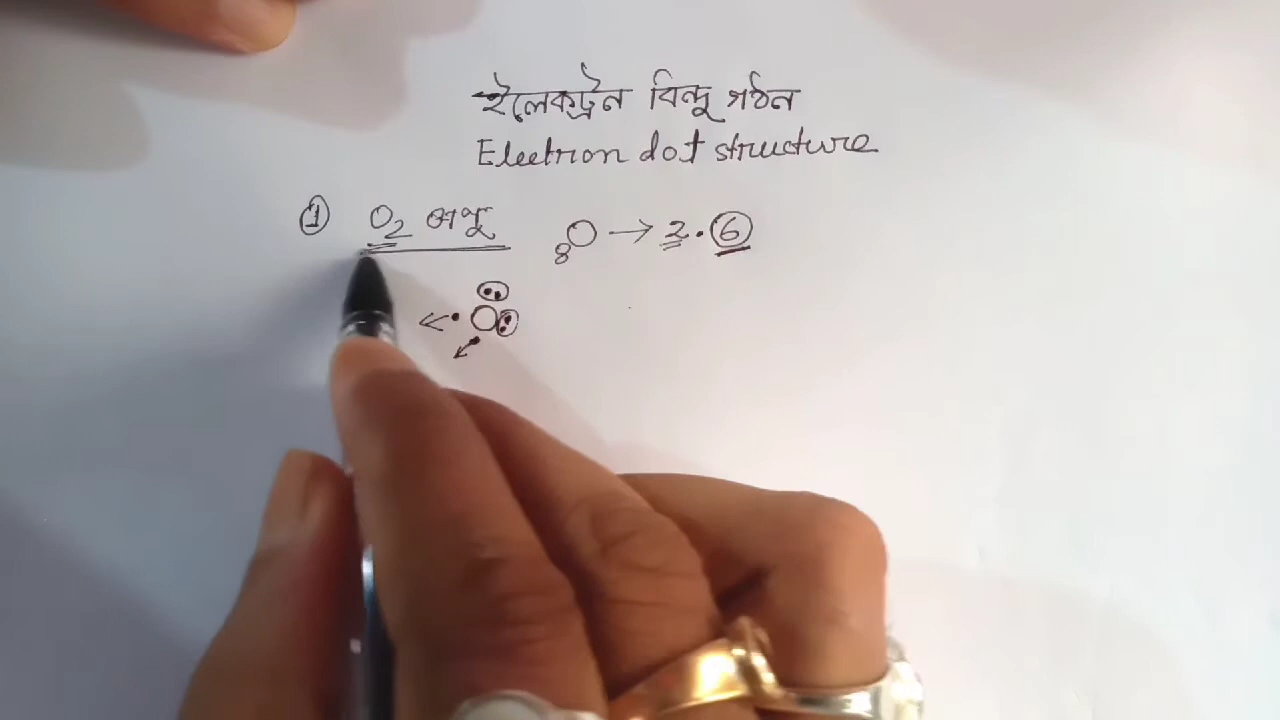 ইলেকট্রন বিন্দু গঠন
Electron dot structure
① O₂ অণু ₈O → 2.⑥
O